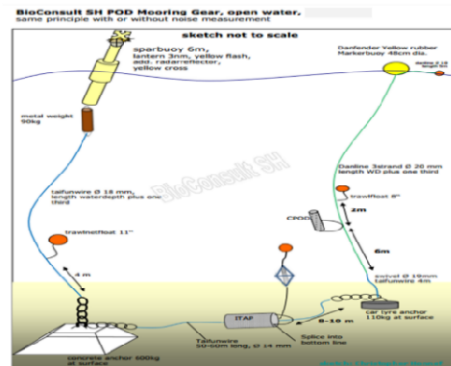 BioConsult SH POD Mooring Gear, open water,
same principle with or without noise measurement
sketch not to scale
sparbuoy 6m,
lantern 3nm, yellow flash,
add. radarreflector,
yellow cross
Danfender Yellow rubber
Markerbuoy 48cm dia.
metal weight
90kg
Danline 3strand Ø 20 mm
length WD plus one third
taifunwire Ø 18 mm,
length waterdepth plus one
third
trawlfloat 8"
2m
CPOD
BioConsult SH
trawlnetfloat 11"
6m
4 m
swivel Ø 18mm
taifunwire 4m
car tyre anchor
110kg at surface
ITAP
8-10 m
Taifunwire
50-60m long, Ø 14 mm
Splice into
bottom line
concrete anchor 600kg
at surface